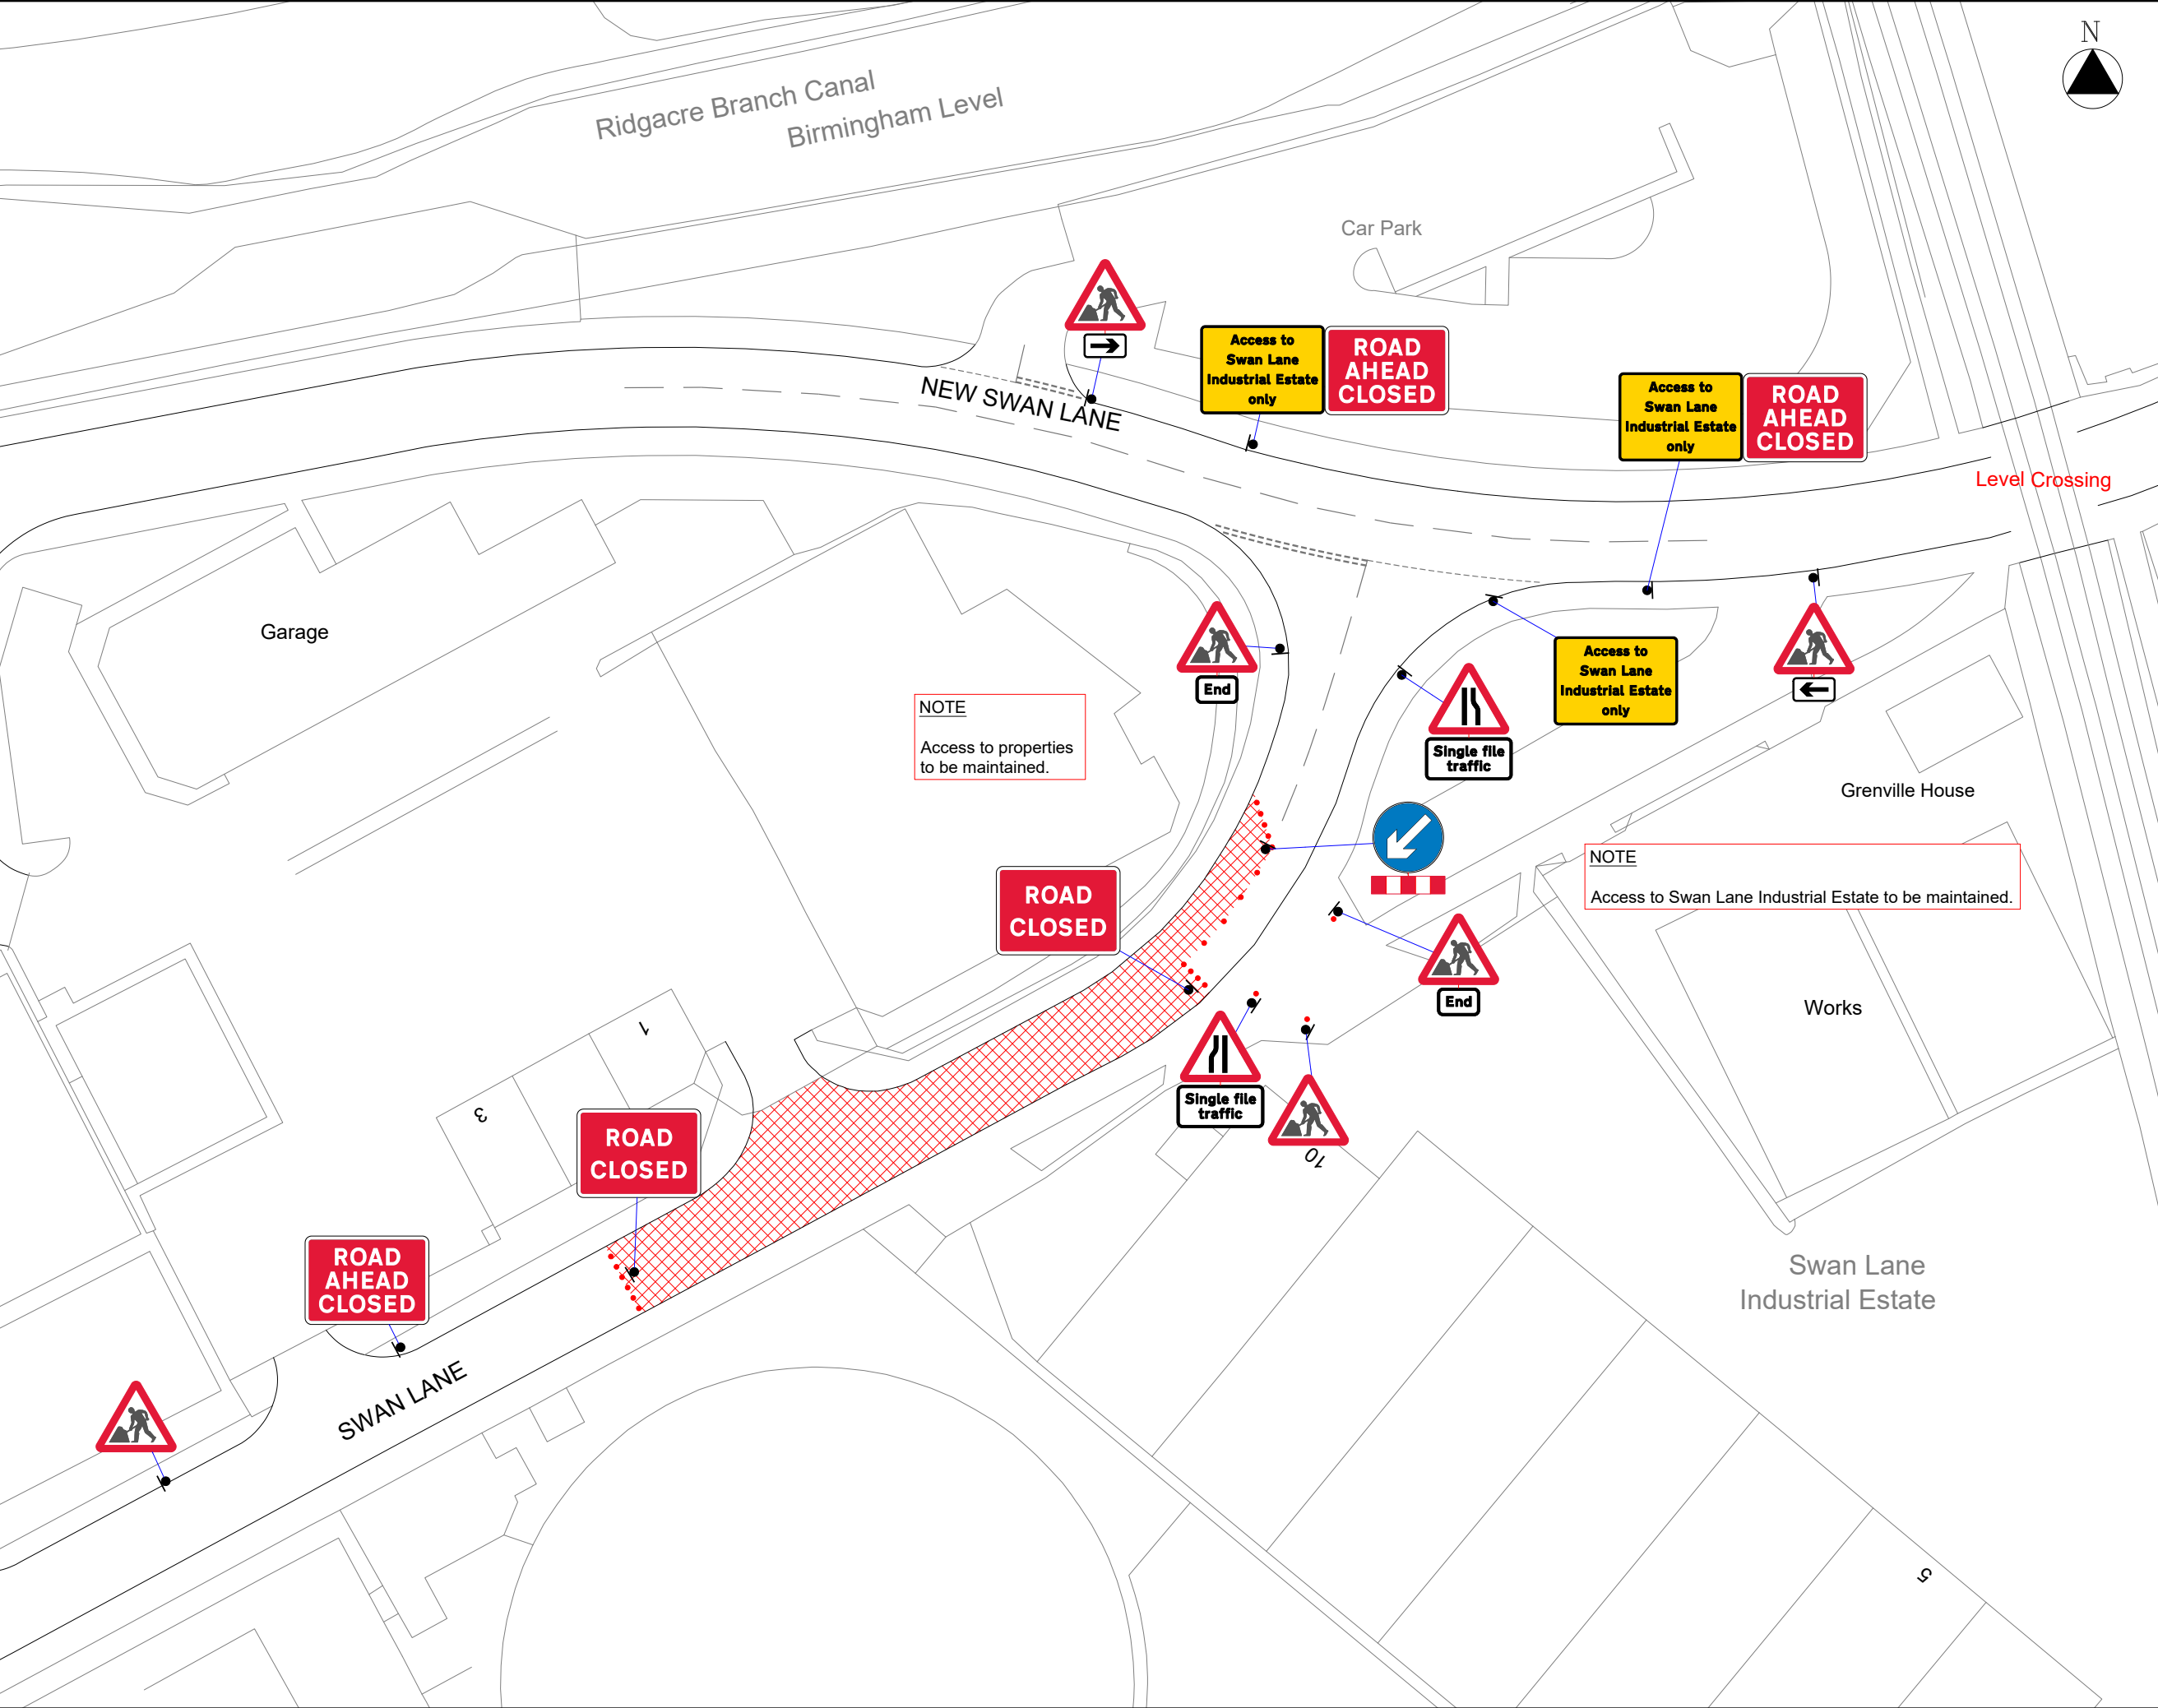 N
Ridgacre Branch Canal
Birmingham Level
Car Park
NEW SWAN LANE
Access to
Swan Lane
Industrial Estate
only
ROAD
AHEAD
CLOSED
Access to
Swan Lane
Industrial Estate
only
ROAD
AHEAD
CLOSED
Level Crossing
Garage
End
NOTE
Access to properties
to be maintained.
Single file
traffic
Access to
Swan Lane
Industrial Estate
only
Grenville House
NOTE
Access to Swan Lane Industrial Estate to be maintained.
ROAD
CLOSED
End
Works
1
3
Single file
traffic
10
ROAD
CLOSED
ROAD
AHEAD
CLOSED
SWAN LANE
Swan Lane
Industrial Estate
5